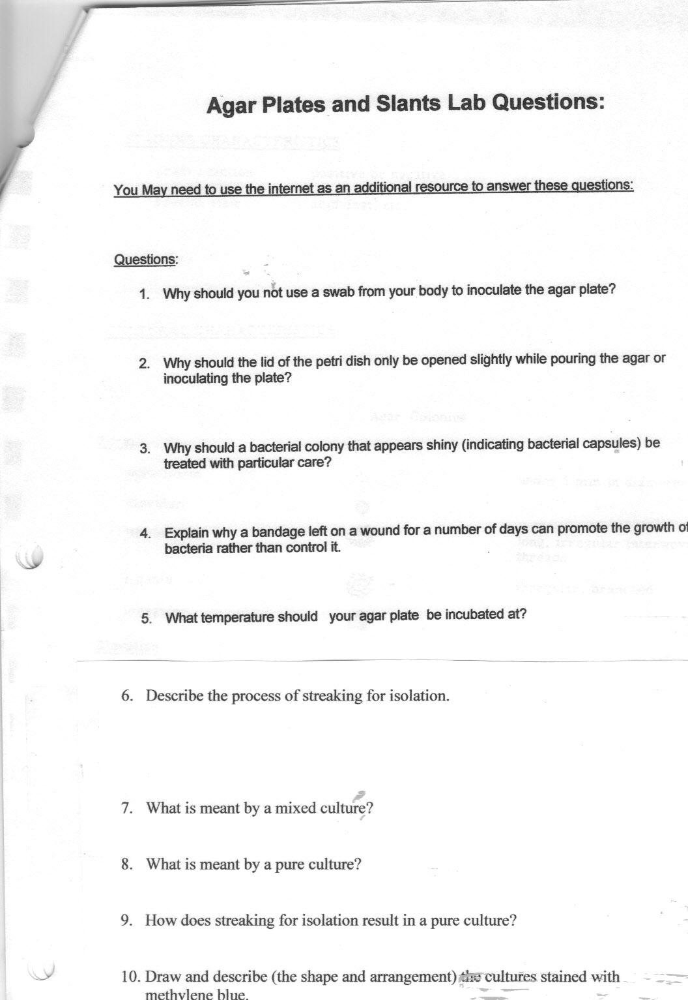 Agar Plates and Slants Lab Questions:
You May need to use the internet as an additional resource to answer these questions:
Questions:
1. Why should you not use a swab from your body to inoculate the agar plate?
2. Why should the lid of the petri dish only be opened slightly while pouring the agar or
inoculating the plate?
3. Why should a bacterial colony that appears shiny (indicating bacterial capsules) be
treated with particular care?
4. Explain why a bandage left on a wound for a number of days can promote the growth of
bacteria rather than control it.
5. What temperature should your agar plate be incubated at?
6. Describe the process of streaking for isolation.
7. What is meant by a mixed culture?
8. What is meant by a pure culture?
9. How does streaking for isolation result in a pure culture?
10. Draw and describe (the shape and arrangement) the cultures stained with
methylene blue.